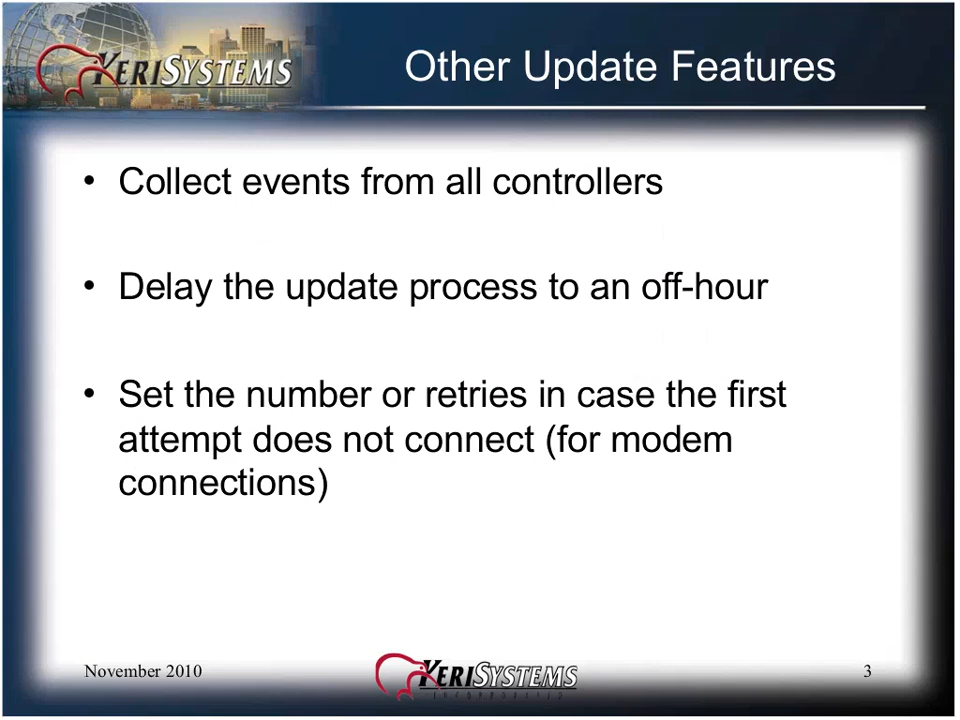 KERISYSTEMS
Other Update Features
• Collect events from all controllers
• Delay the update process to an off-hour
• Set the number or retries in case the first
attempt does not connect (for modem
connections)
November 2010
KERISYSTEMS
INCORPORATED
3